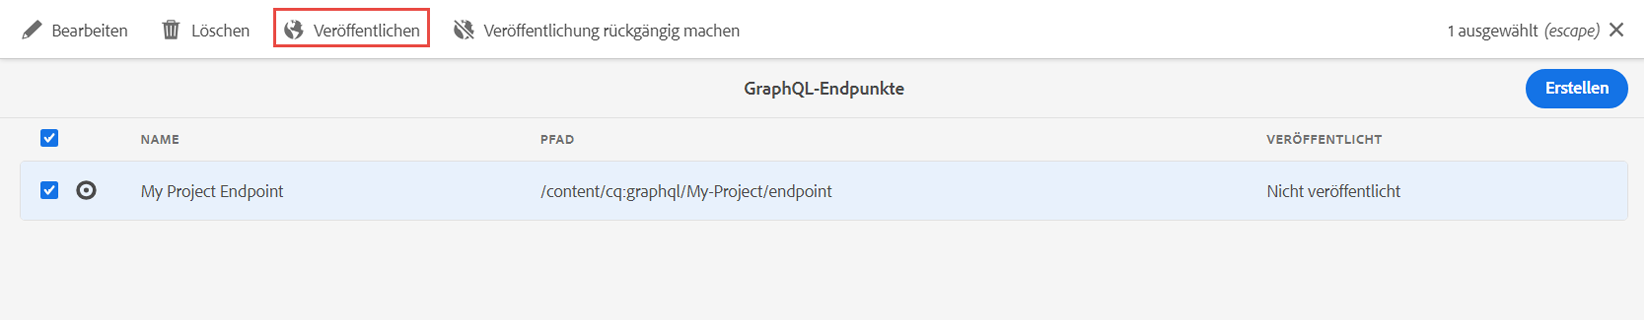 Bearbeiten Löschen Veröffentlichen Veröffentlichung rückgängig machen 1 ausgewählt (escape)
GraphQL-Endpunkte Erstellen
NAME PFAD VERÖFFENTLICHT
My Project Endpoint /content/cq:graphql/My-Project/endpoint Nicht veröffentlicht